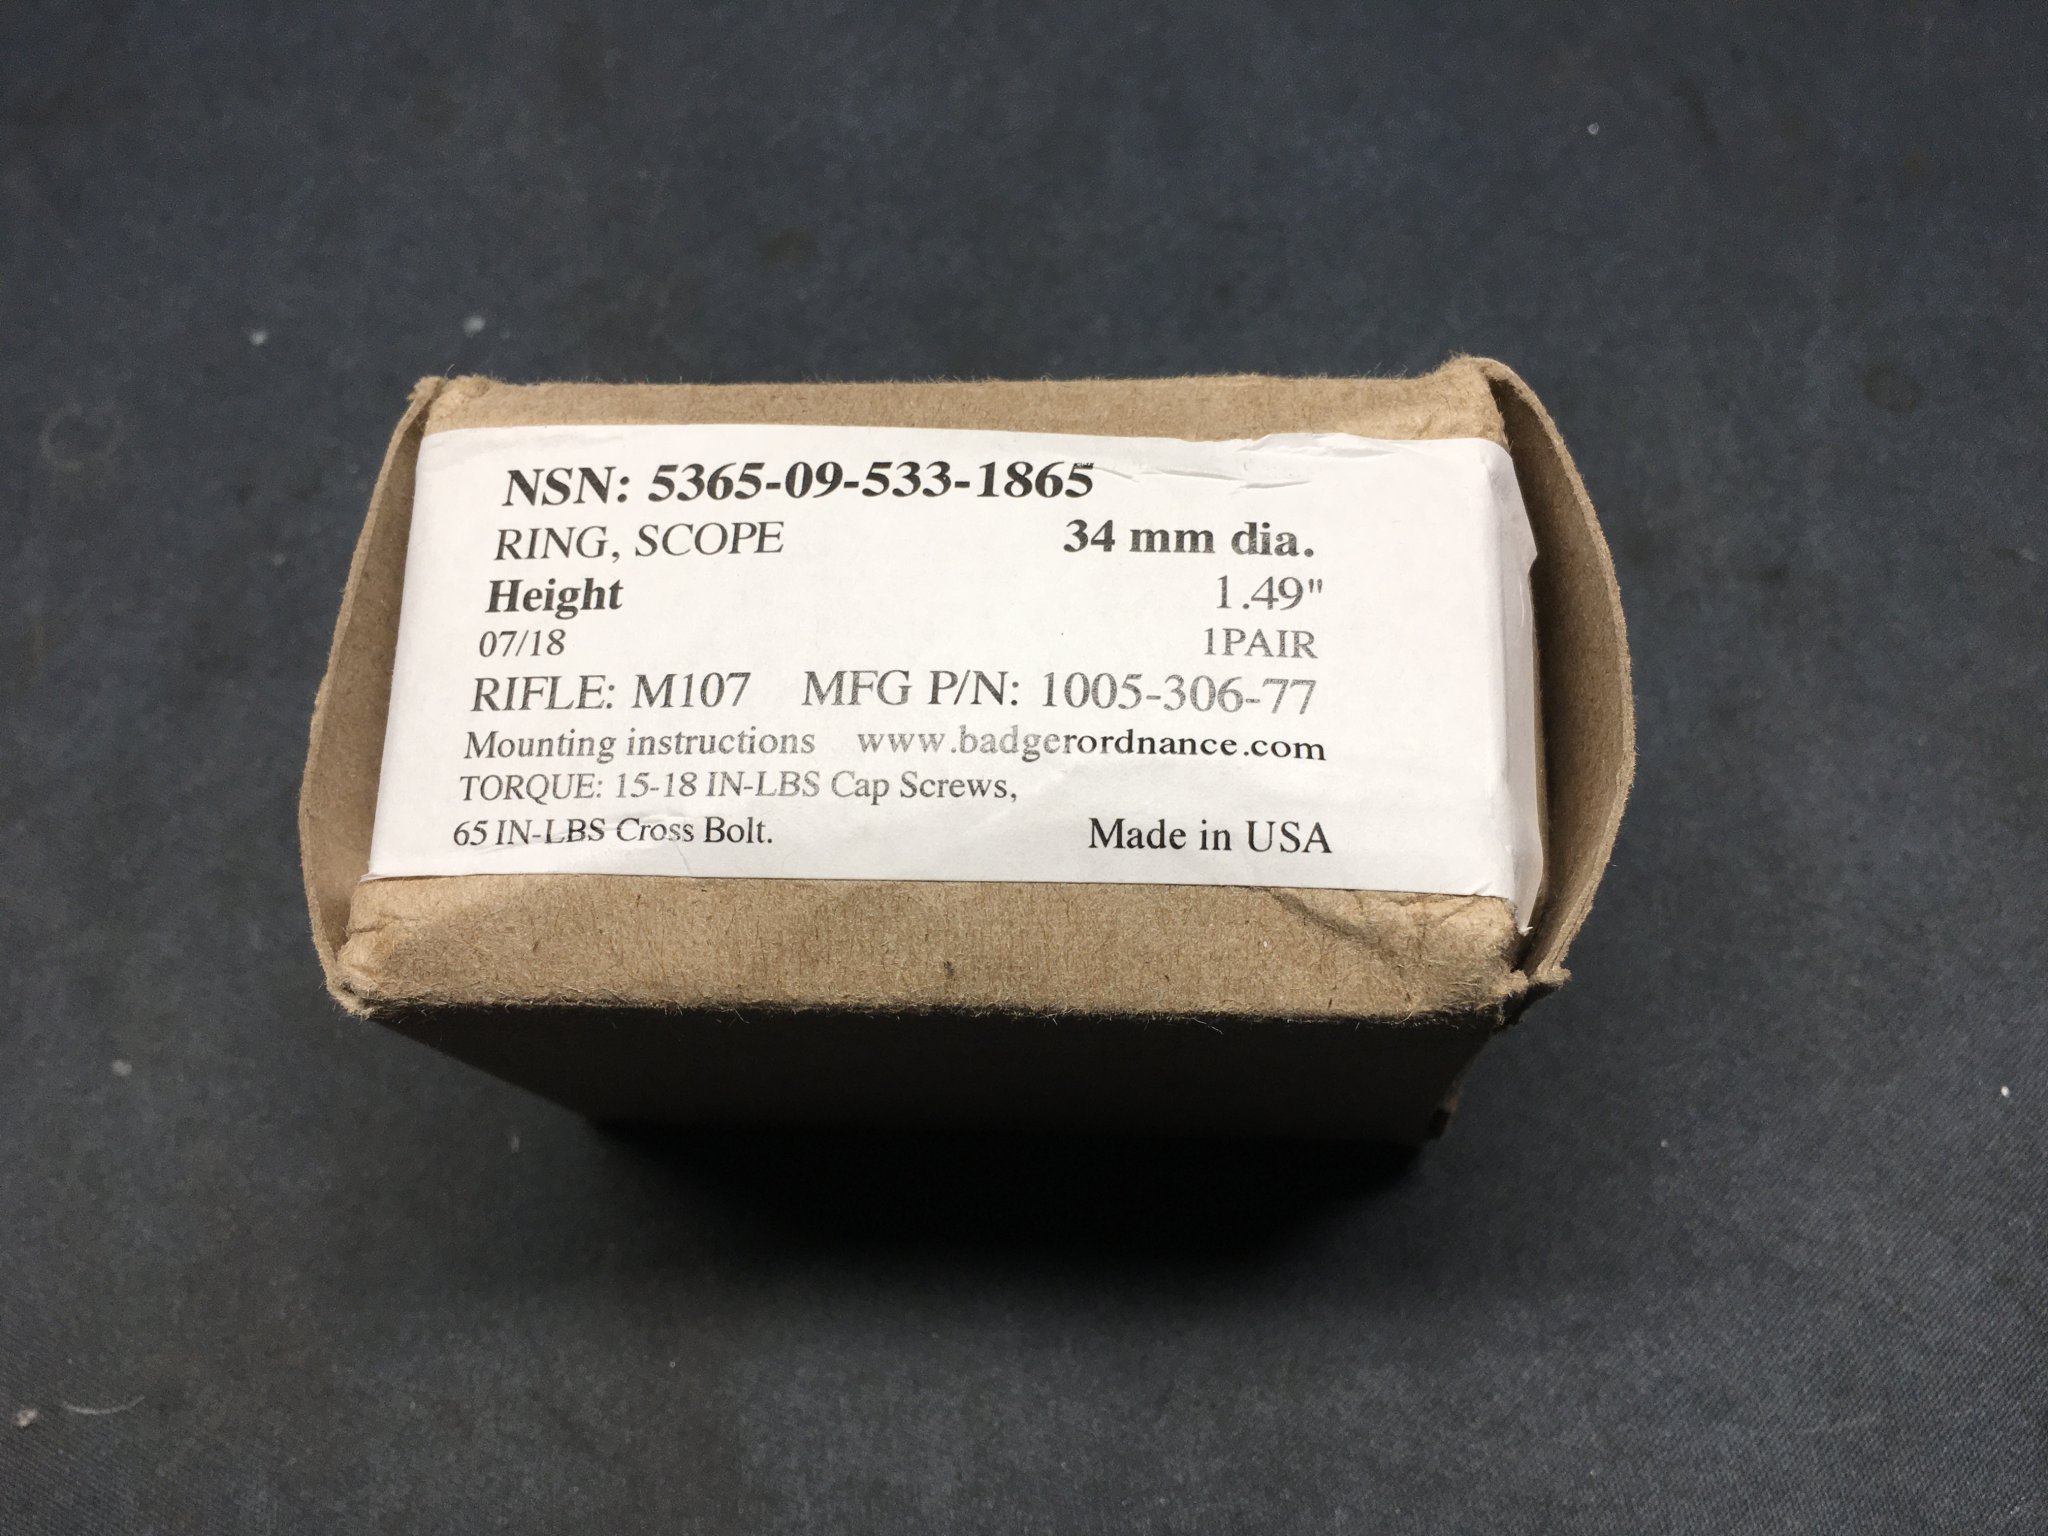 NSN: 5365-09-533-1865
RING, SCOPE 34 mm dia.
Height 1.49"
07/18 1PAIR
RIFLE: M107 MFG P/N: 1005-306-77
Mounting instructions www.badgerordnance.com
TORQUE: 15-18 IN-LBS Cap Screws,
65 IN-LBS Cross Bolt. Made in USA